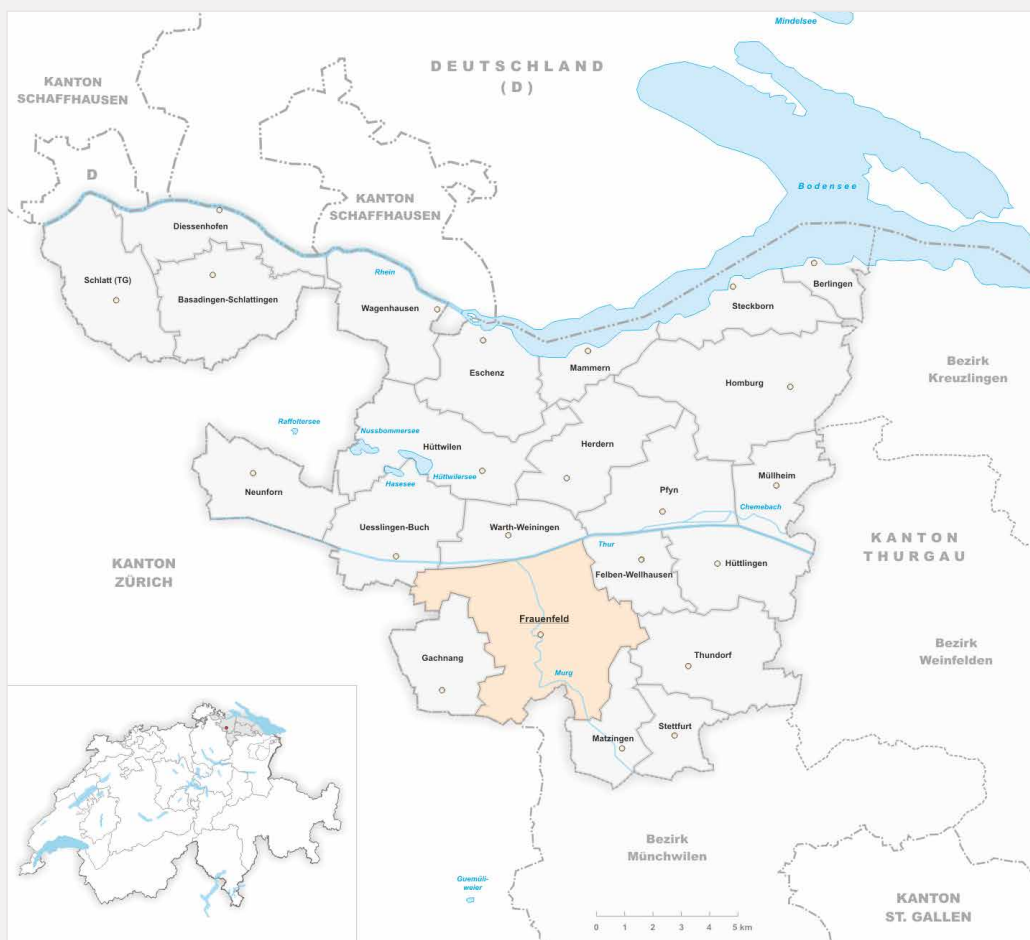 Mindelsee
DEUTSCHLAND
(D)
KANTON
SCHAFFHAUSEN
D
KANTON
SCHAFFHAUSEN
Bodensee
Diessenhofen
Rhein
Schlatt (TG)
Basadingen-Schlattingen
Wagenhausen
Berlingen
Steckborn
Eschenz
Mammern
Homburg
Bezirk
Kreuzlingen
Raffoltersee
Nussbommersee
Hüttwilen
Herdern
Hüttwilersee
Hasesee
Neunforn
Müllheim
Pfyn
Chemebach
Uesslingen-Buch
Warth-Weiningen
Thur
KANTON
THURGAU
KANTON
ZÜRICH
Felben-Wellhausen
Hüttlingen
Frauenfeld
Gachnang
Murg
Thundorf
Bezirk
Weinfelden
Matzingen
Stettfurt
Bezirk
Münchwilen
Guemüli-
weier
KANTON
ST. GALLEN
0 1 2 3 4 5 km